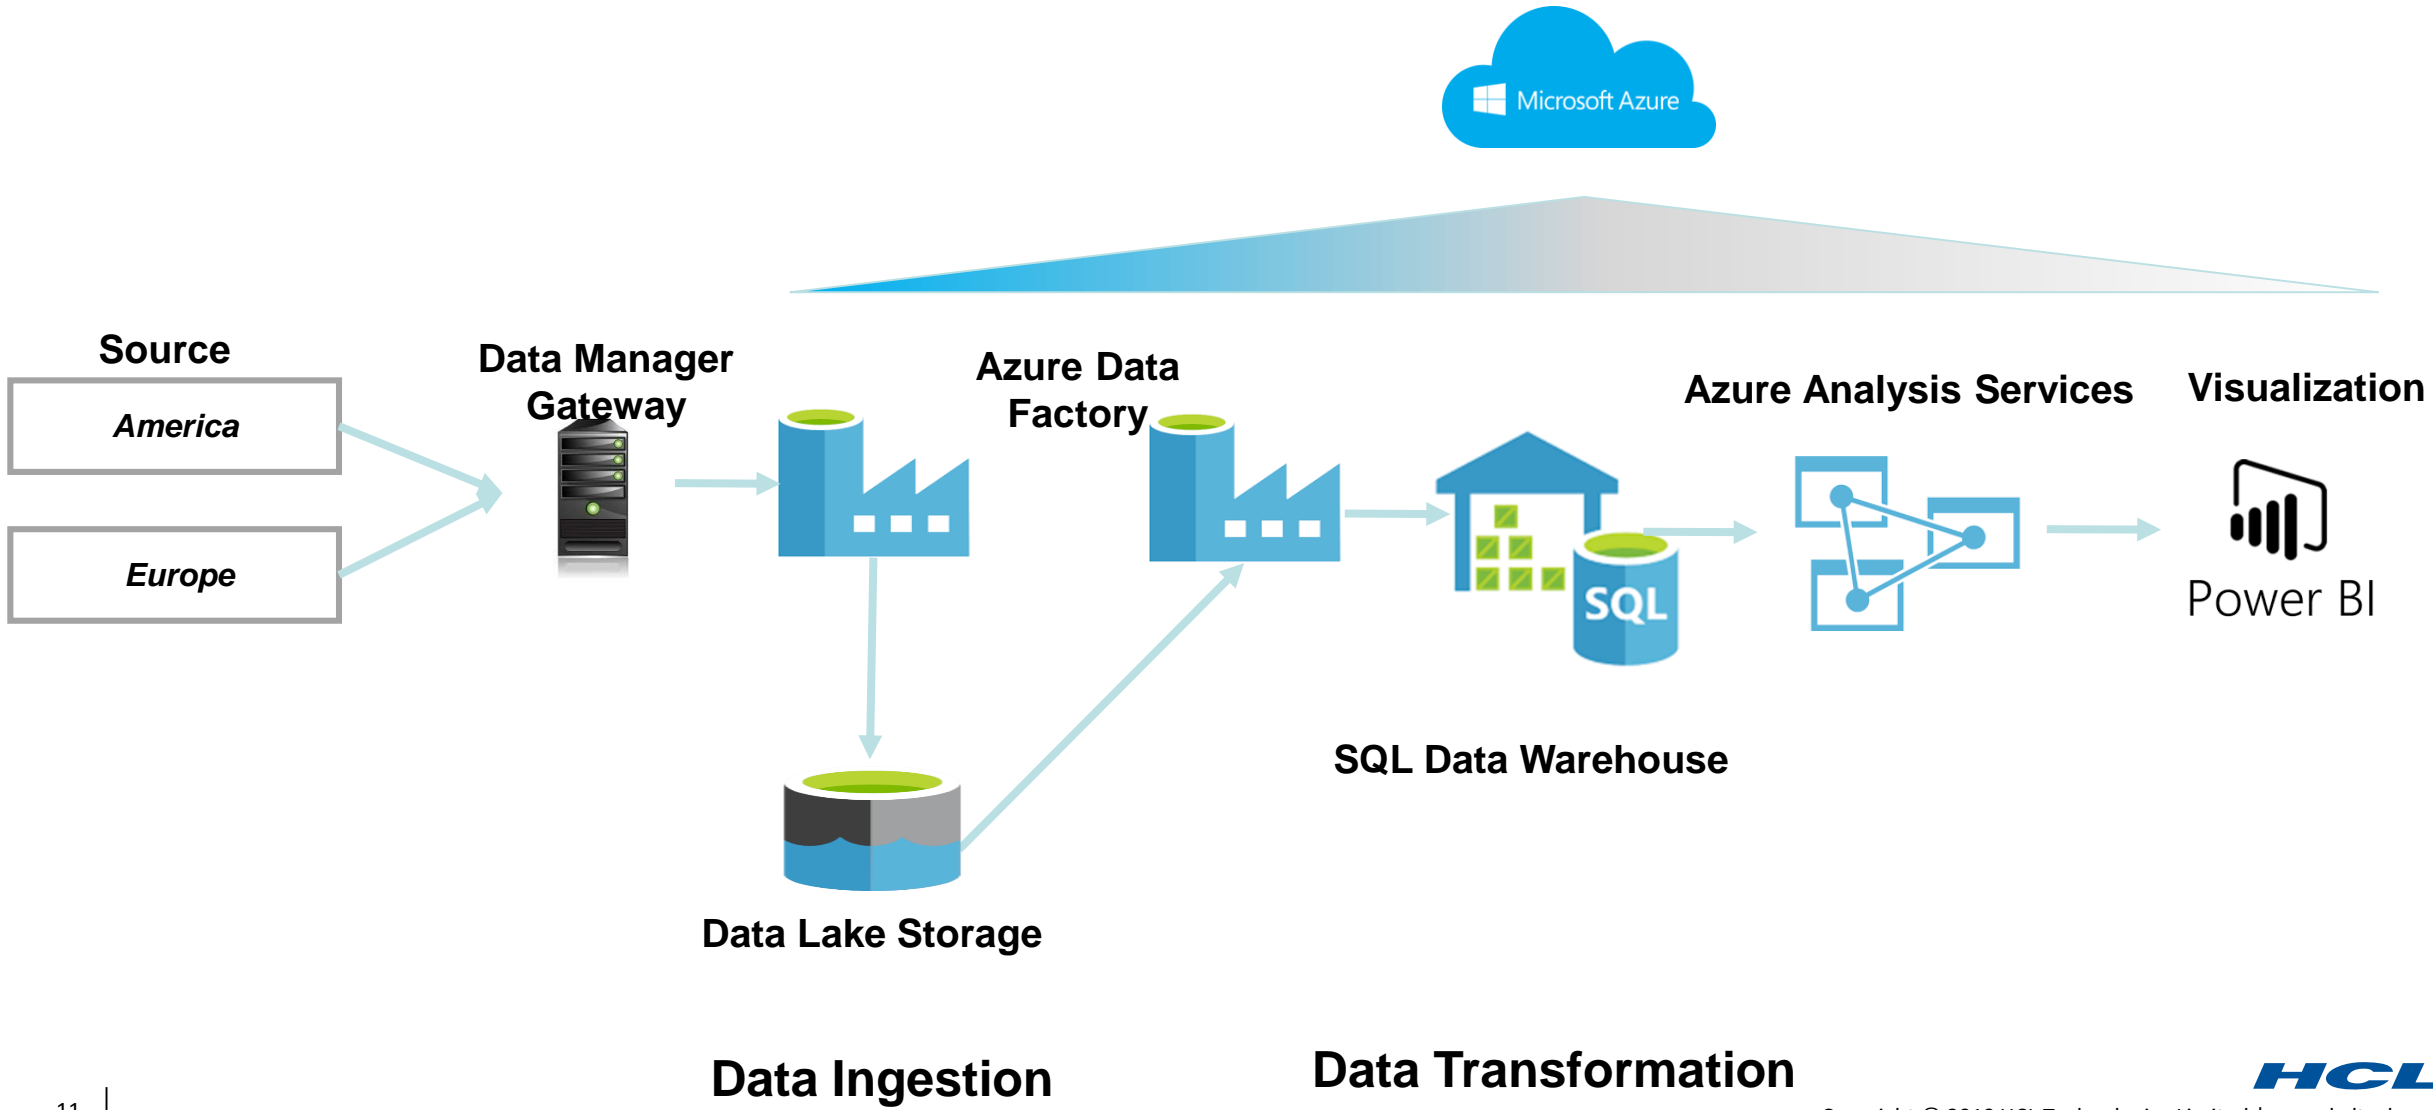 Microsoft Azure
Source
America
Europe
Data Manager
Gateway
Azure Data
Factory
Azure Analysis Services
Visualization
SQL
Power BI
SQL Data Warehouse
Data Lake Storage
Data Ingestion
Data Transformation
HCL
11